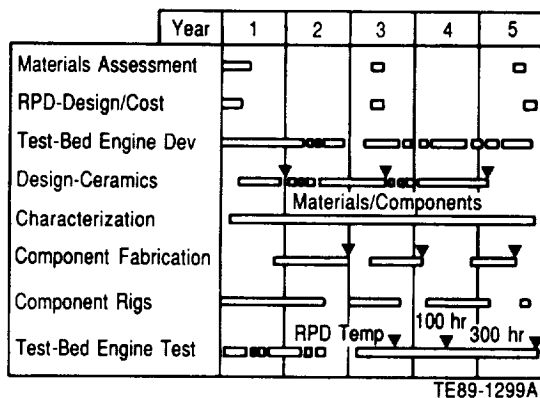 Year 1 2 3 4 5
Materials Assessment
RPD-Design/Cost
Test-Bed Engine Dev
Design-Ceramics
Materials/Components
Characterization
Component Fabrication
Component Rigs
100 hr
RPD Temp 300 hr
Test-Bed Engine Test
TE89-1299A